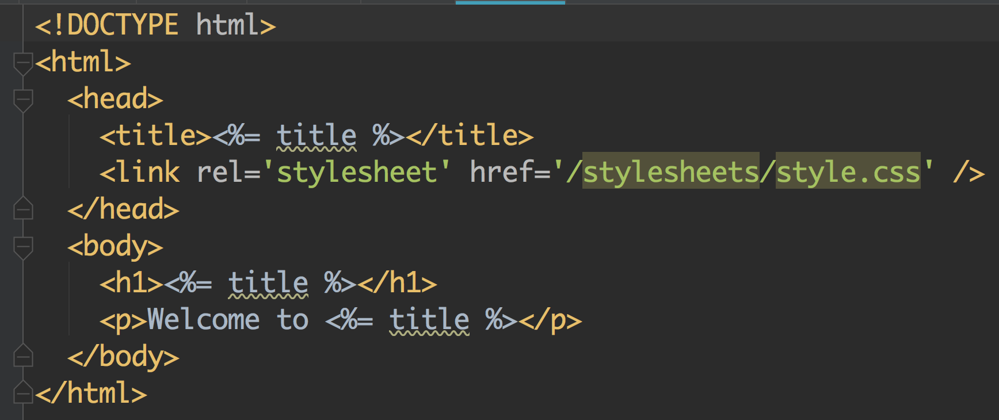 <!DOCTYPE html>
<html>
  <head>
    <title><%= title %></title>
    <link rel='stylesheet' href='/stylesheets/style.css' />
  </head>
  <body>
    <h1><%= title %></h1>
    <p>Welcome to <%= title %></p>
  </body>
</html>